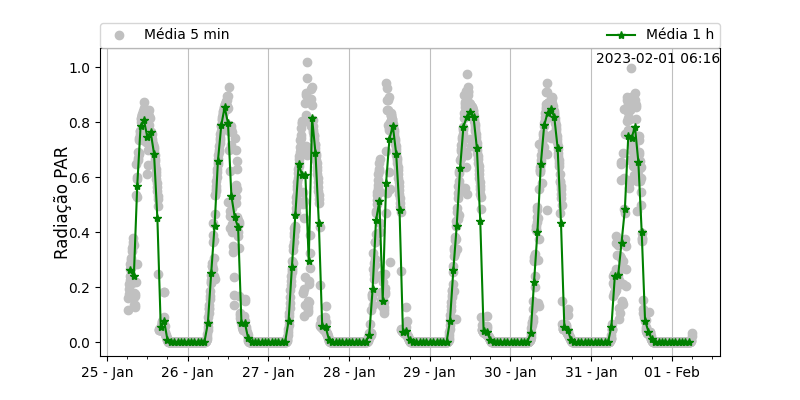 Média 5 min
Média 1 h
2023-02-01 06:16
Radiação PAR
1.0
0.8
0.6
0.4
0.2
0.0
25 - Jan
26 - Jan
27 - Jan
28 - Jan
29 - Jan
30 - Jan
31 - Jan
01 - Feb